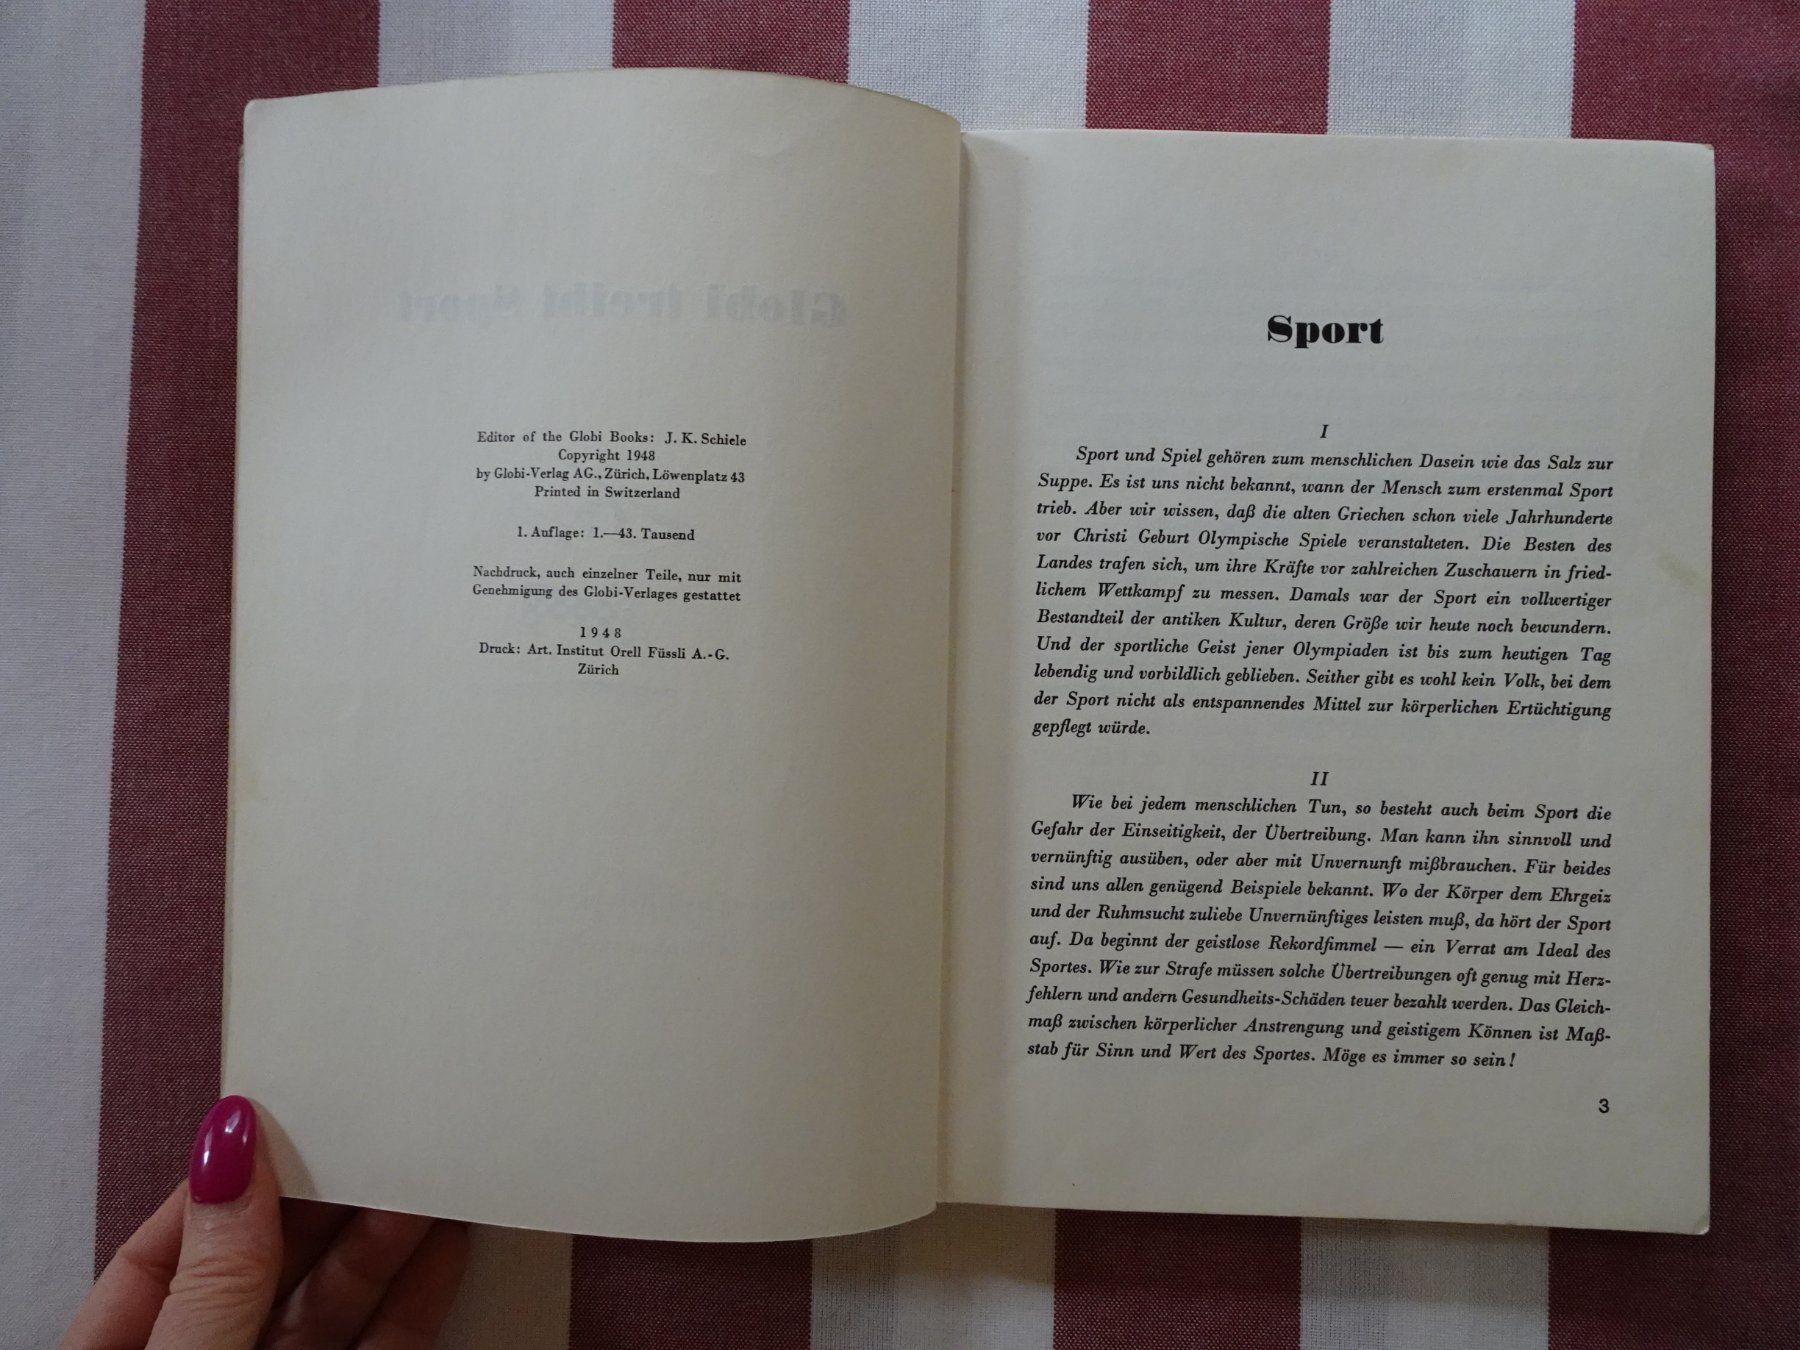 Editor of the Globi Books: J. K. Schiele
Copyright 1948
by Globi-Verlag AG., Zürich, Löwenplatz 43
Printed in Switzerland
1. Auflage: 1.—43. Tausend
Nachdruck, auch einzelner Teile, nur mit
Genehmigung des Globi-Verlages gestattet
1948
Druck: Art. Institut Orell Füssli A.-G.
Zürich
Globi treibt Sport
Sport
I
Sport und Spiel gehören zum menschlichen Dasein wie das Salz zur
Suppe. Es ist uns nicht bekannt, wann der Mensch zum erstenmal Sport
trieb. Aber wir wissen, daß die alten Griechen schon viele Jahrhunderte
vor Christi Geburt Olympische Spiele veranstalteten. Die Besten des
Landes trafen sich, um ihre Kräfte vor zahlreichen Zuschauern in fried-
lichem Wettkampf zu messen. Damals war der Sport ein vollwertiger
Bestandteil der antiken Kultur, deren Größe wir heute noch bewundern.
Und der sportliche Geist jener Olympiaden ist bis zum heutigen Tag
lebendig und vorbildlich geblieben. Seither gibt es wohl kein Volk, bei dem
der Sport nicht als entspannendes Mittel zur körperlichen Ertüchtigung
gepflegt würde.
II
Wie bei jedem menschlichen Tun, so besteht auch beim Sport die
Gefahr der Einseitigkeit, der Übertreibung. Man kann ihn sinnvoll und
vernünftig ausüben, oder aber mit Unvernunft mißbrauchen. Für beides
sind uns allen genügend Beispiele bekannt. Wo der Körper dem Ehrgeiz
und der Ruhmsucht zuliebe Unvernünftiges leisten muß, da hört der Sport
auf. Da beginnt der geistlose Rekordfimmel — ein Verrat am Ideal des
Sportes. Wie zur Strafe müssen solche Übertreibungen oft genug mit Herz-
fehlern und andern Gesundheits-Schäden teuer bezahlt werden. Das Gleich-
maß zwischen körperlicher Anstrengung und geistigem Können ist Maß-
stab für Sinn und Wert des Sportes. Möge es immer so sein!
3